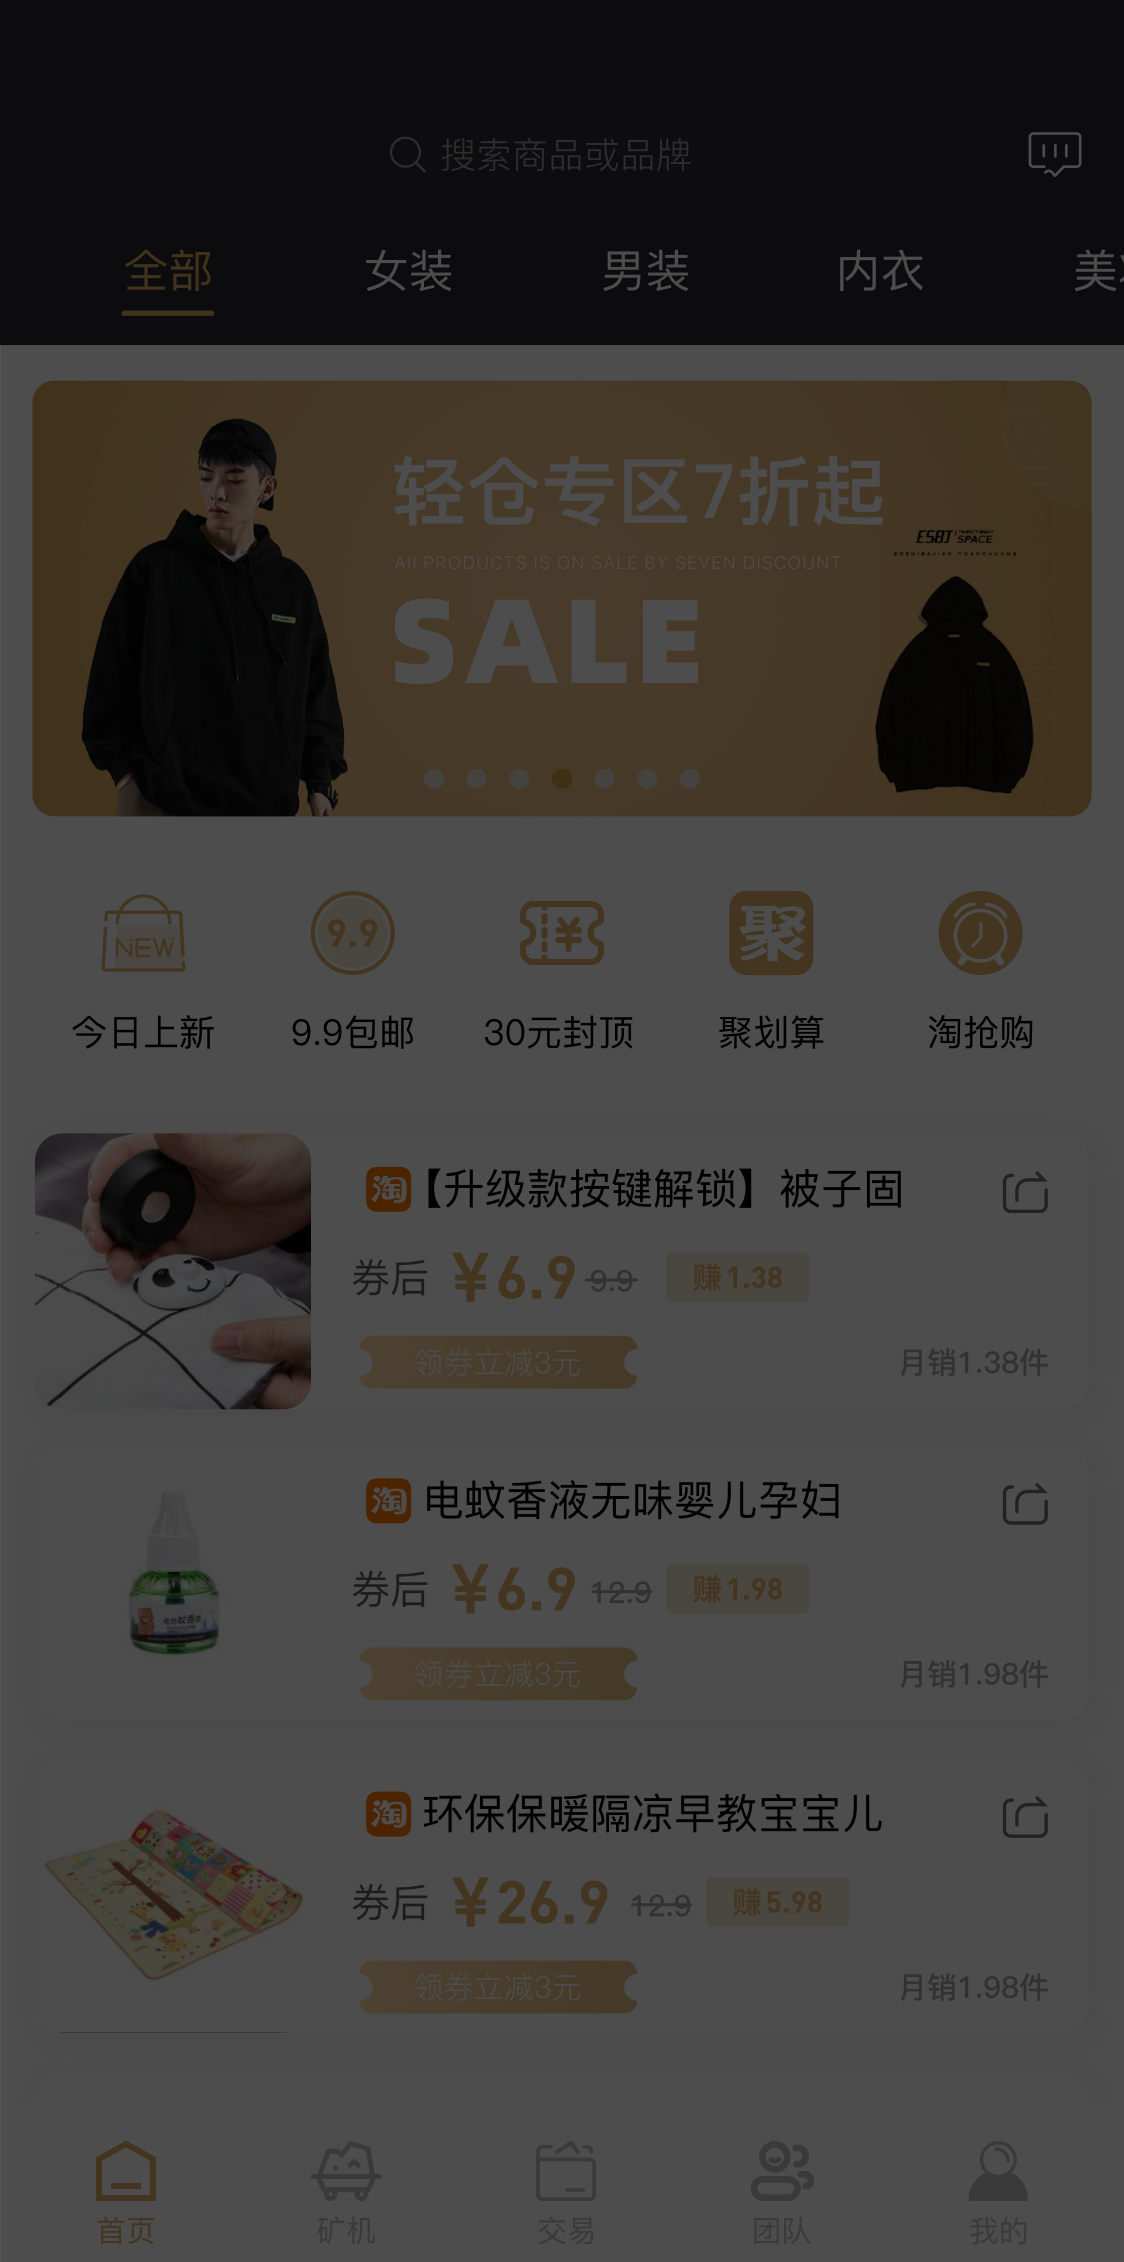 搜索商品或品牌
全部 女装 男装 内衣
轻仓专区7折起
All PRODUCTS IS ON SALE BY SEVEN DISCOUNT
SALE
ESBJ SPACE
NEW 9.9 ¥ 聚
今日上新 9.9包邮 30元封顶 聚划算 淘抢购
淘【升级款按键解锁】被子固
券后 ¥6.9 9.9 赚1.38
领券立减3元 月销1.38件
淘 电蚊香液无味婴儿孕妇
券后 ¥6.9 12.9 赚1.98
领券立减3元 月销1.98件
淘 环保保暖隔凉早教宝宝儿
券后 ¥26.9 12.9 赚5.98
领券立减3元 月销1.98件
首页 矿机 交易 团队 我的